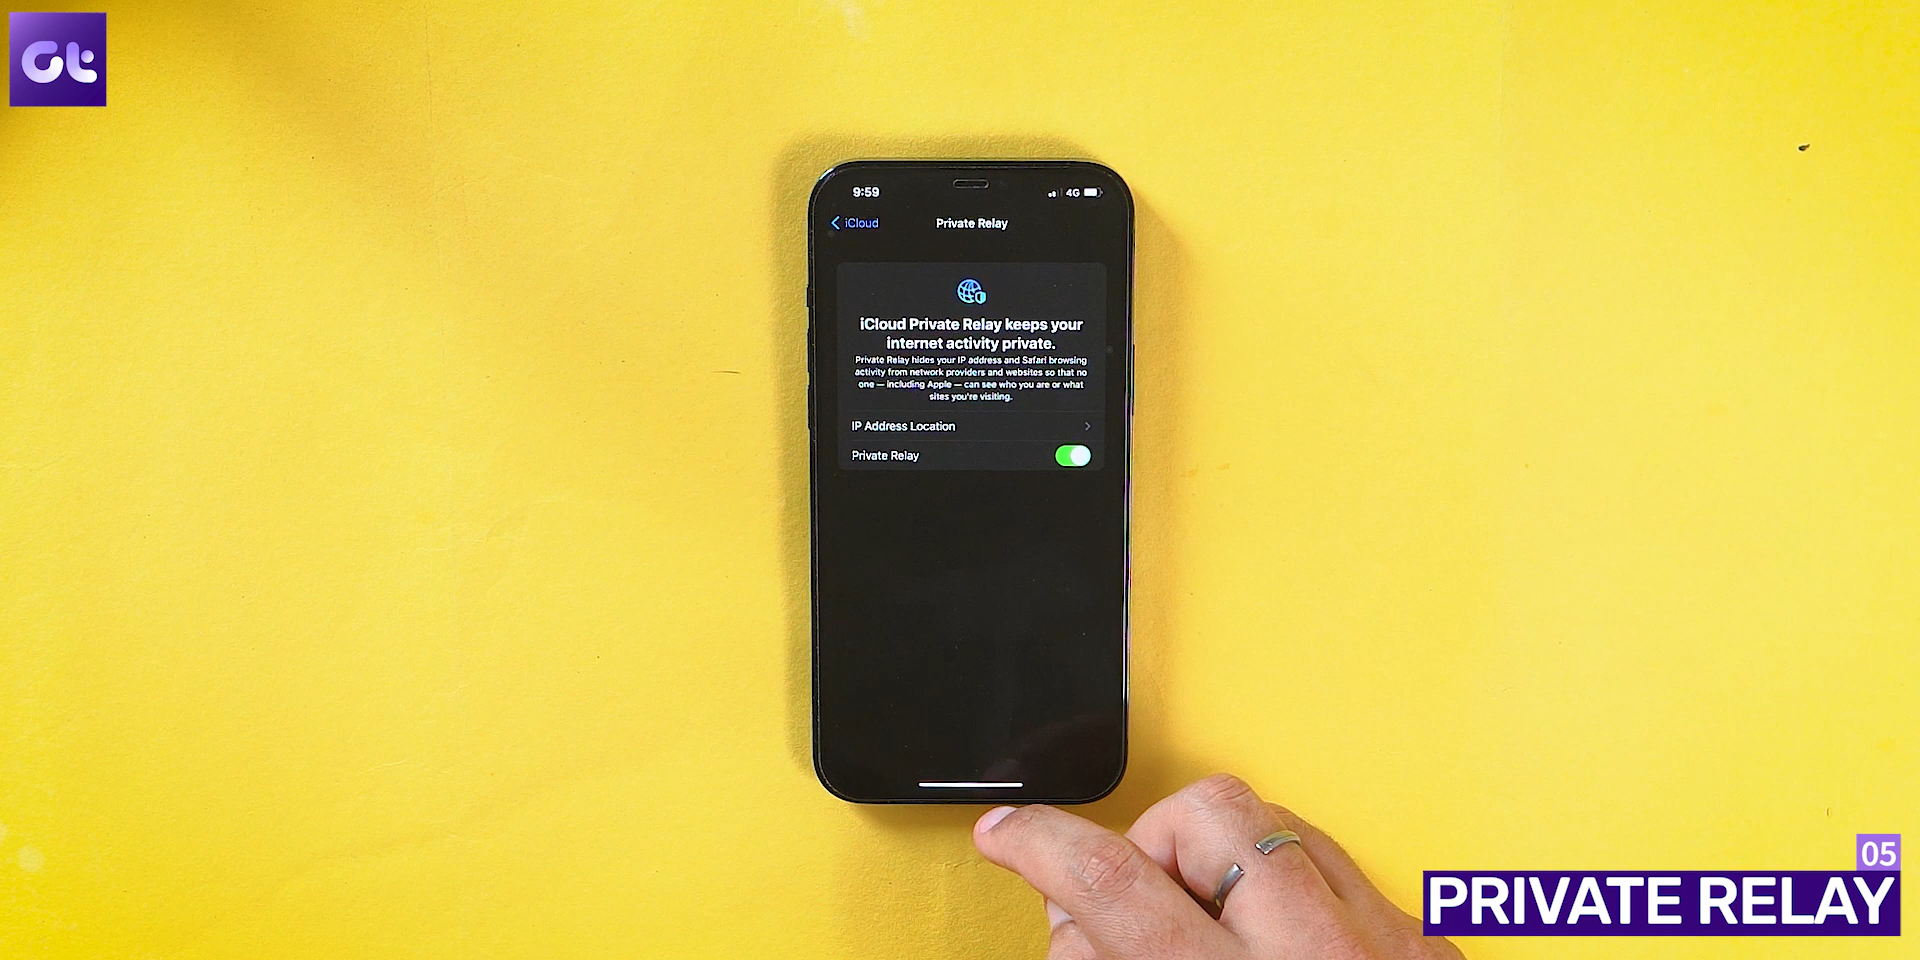 Gt
9:59
4G
iCloud
Private Relay
iCloud Private Relay keeps your
internet activity private.
Private Relay hides your IP address and Safari browsing
activity from network providers and websites so that no
one — including Apple — can see who you are or what
sites you're visiting.
IP Address Location
Private Relay
05
PRIVATE RELAY